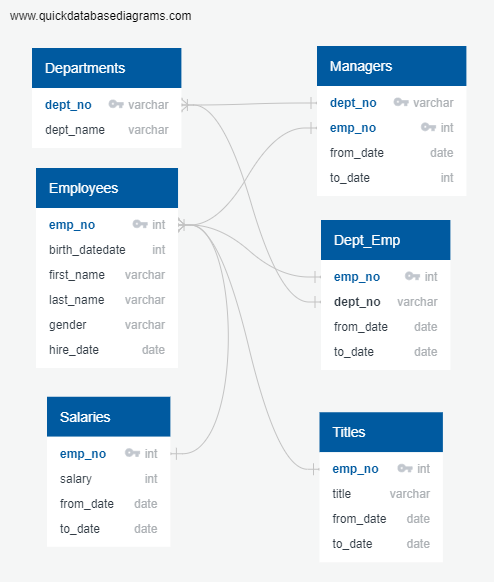 www.quickdatabasediagrams.com
Departments
dept_no varchar
dept_name varchar
Employees
emp_no int
birth_datedate int
first_name varchar
last_name varchar
gender varchar
hire_date date
Salaries
emp_no int
salary int
from_date date
to_date date
Managers
dept_no varchar
emp_no int
from_date date
to_date int
Dept_Emp
emp_no int
dept_no varchar
from_date date
to_date date
Titles
emp_no int
title varchar
from_date date
to_date date